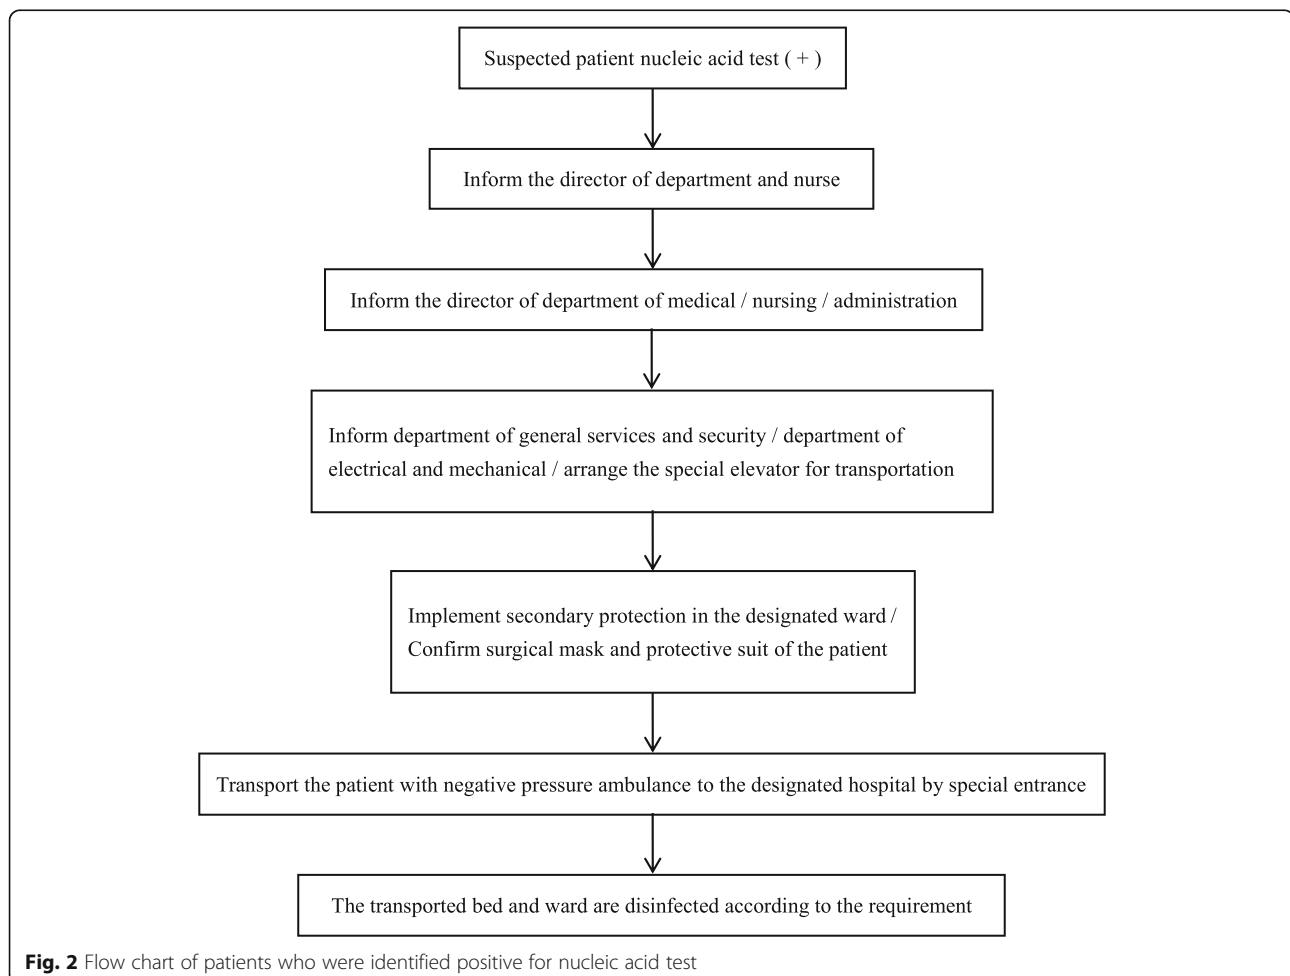 Suspected patient nucleic acid test ( + )
Inform the director of department and nurse
Inform the director of department of medical / nursing / administration
Inform department of general services and security / department of
electrical and mechanical / arrange the special elevator for transportation
Implement secondary protection in the designated ward /
Confirm surgical mask and protective suit of the patient
Transport the patient with negative pressure ambulance to the designated hospital by special entrance
The transported bed and ward are disinfected according to the requirement
Fig. 2 Flow chart of patients who were identified positive for nucleic acid test